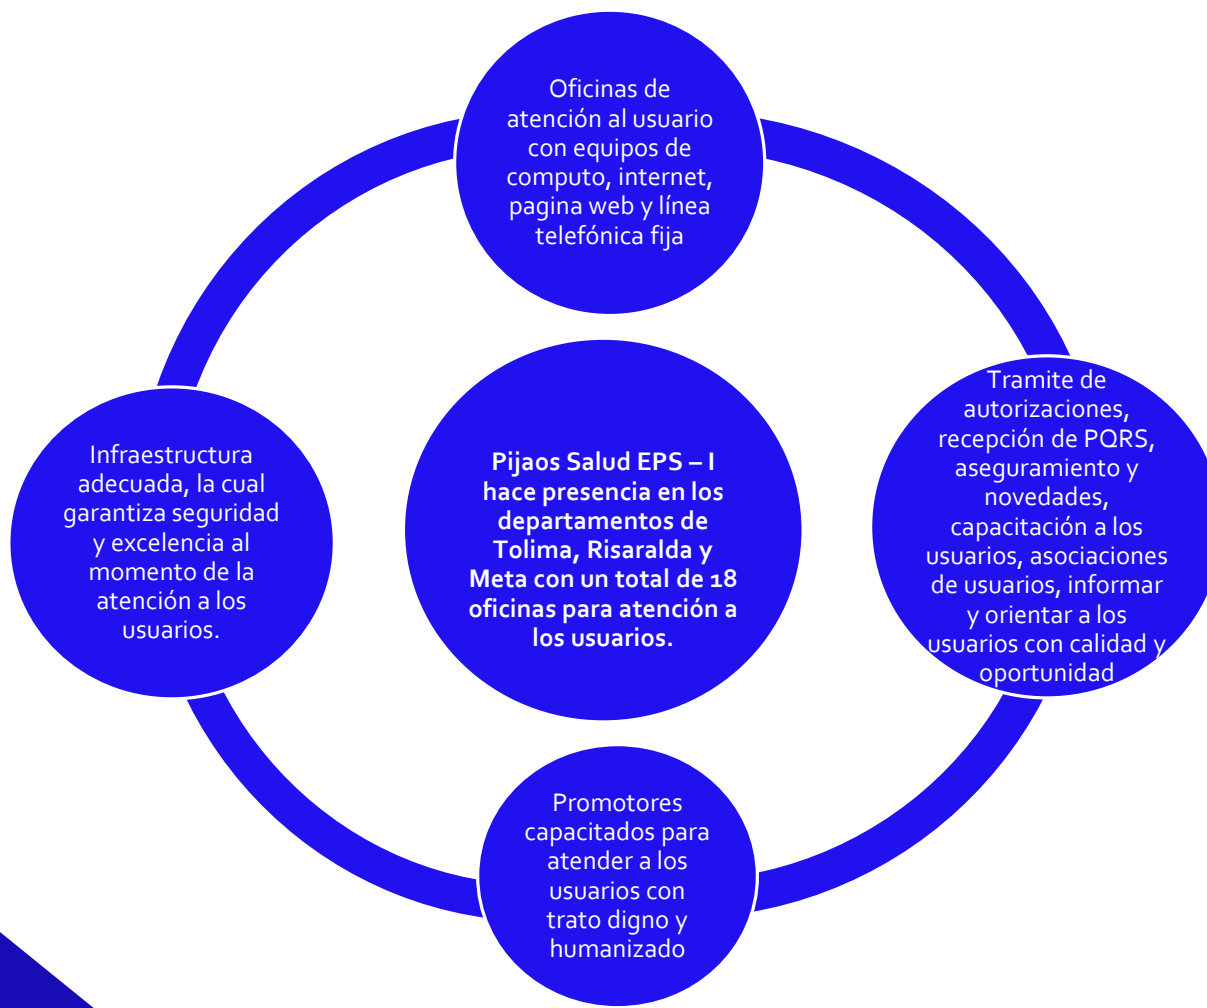 Oficinas de
atención al usuario
con equipos de
computo, internet,
pagina web y línea
telefónica fija
Tramite de
autorizaciones,
recepción de PQRS,
aseguramiento y
novedades,
capacitación a los
usuarios, asociaciones
de usuarios, informar
y orientar a los
usuarios con calidad y
oportunidad
Promotores
capacitados para
atender a los
usuarios con
trato digno y
humanizado
Infraestructura
adecuada, la cual
garantiza seguridad
y excelencia al
momento de la
atención a los
usuarios.
Pijaos Salud EPS – I
hace presencia en los
departamentos de
Tolima, Risaralda y
Meta con un total de 18
oficinas para atención a
los usuarios.